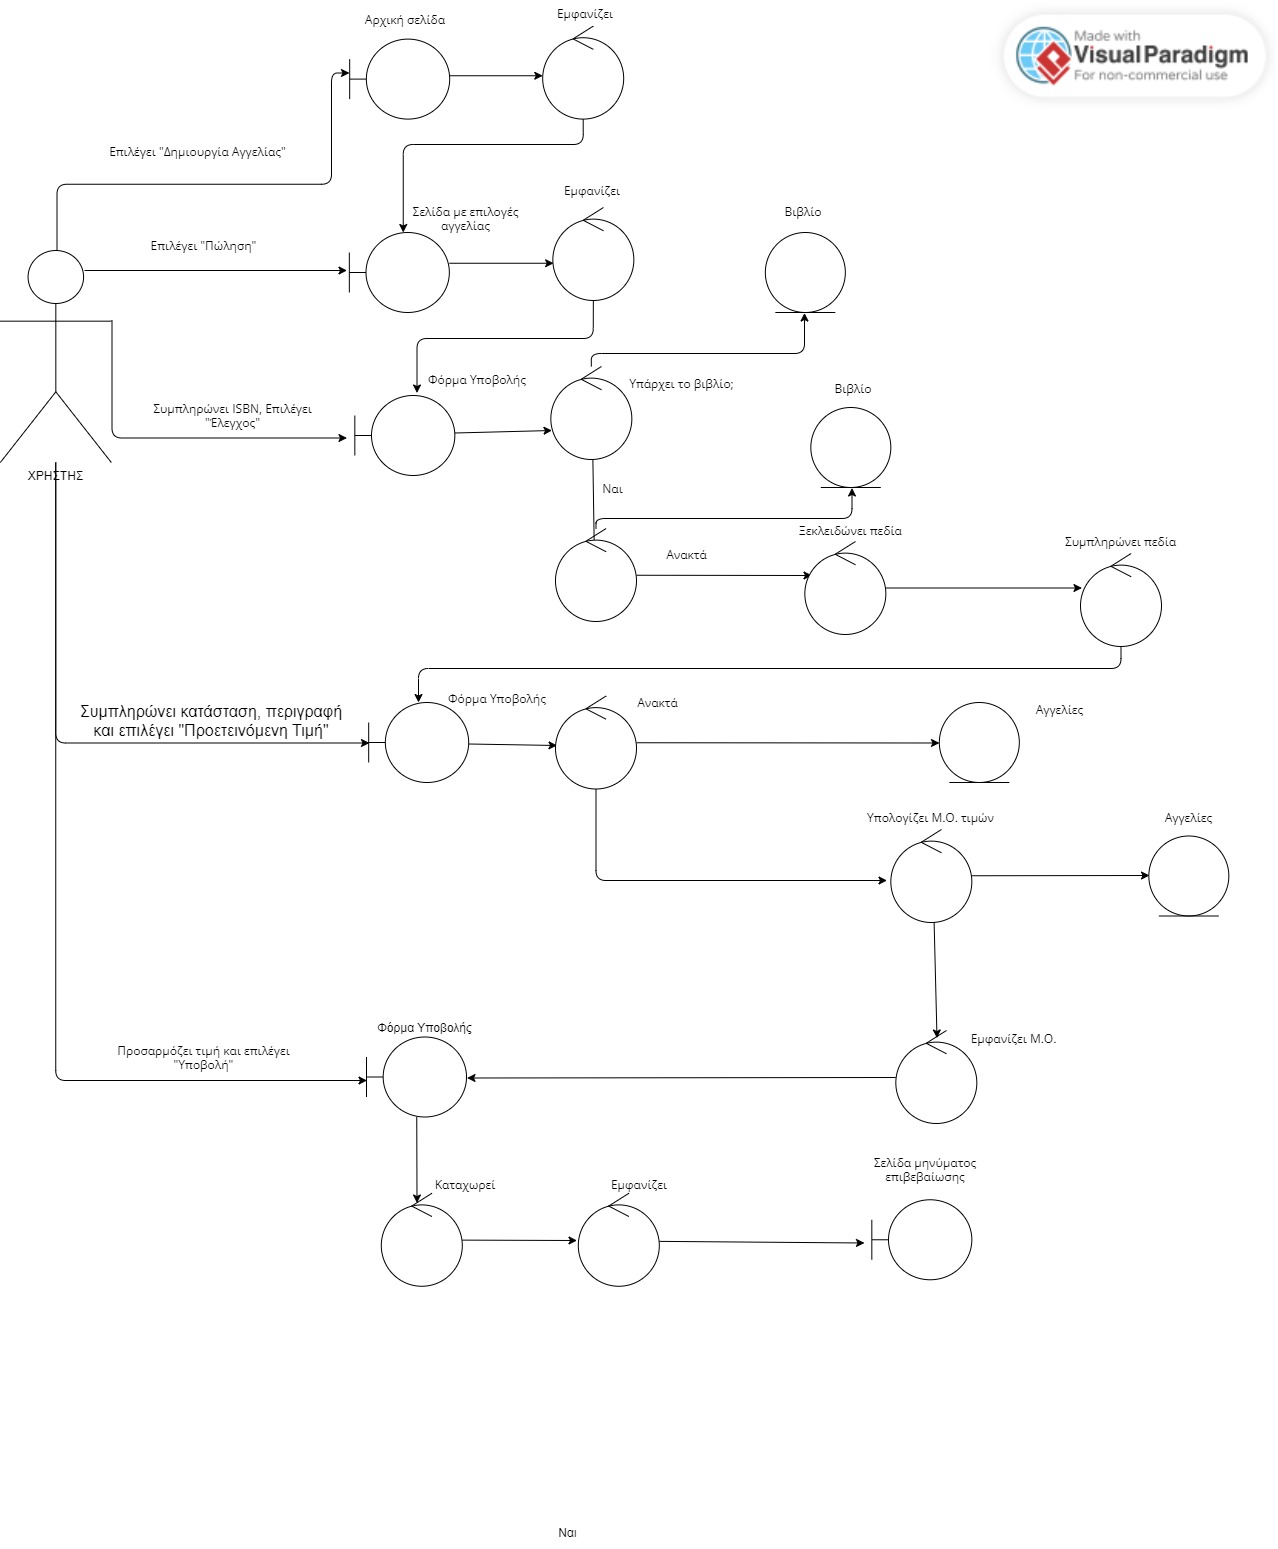 Αρχική σελίδα
Εμφανίζει
Made with
Visual Paradigm
For non-commercial use
Επιλέγει "Δημιουργία Αγγελίας"
Εμφανίζει
Σελίδα με επιλογές
αγγελίας
Βιβλίο
Επιλέγει "Πώληση"
Φόρμα Υποβολής
Υπάρχει το βιβλίο;
Βιβλίο
Συμπληρώνει ISBN, Επιλέγει
"Έλεγχος"
ΧΡΗΣΤΗΣ
Ναι
Ξεκλειδώνει πεδία
Συμπληρώνει πεδία
Ανακτά
Φόρμα Υποβολής
Ανακτά
Αγγελίες
Συμπληρώνει κατάσταση, περιγραφή
και επιλέγει "Προετεινόμενη Τιμή"
Υπολογίζει Μ.Ο. τιμών
Αγγελίες
Φόρμα Υποβολής
Εμφανίζει Μ.Ο.
Προσαρμόζει τιμή και επιλέγει
"Υποβολή"
Σελίδα μηνύματος
επιβεβαίωσης
Καταχωρεί
Εμφανίζει
Ναι